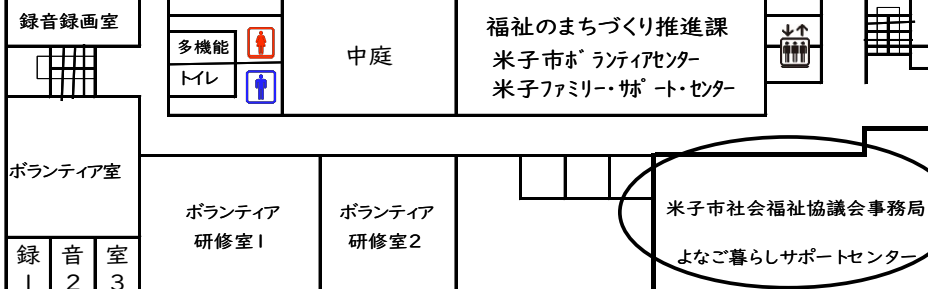 録音録画室
多機能
トイレ
中庭
福祉のまちづくり推進課
米子市ボランティアセンター
米子ファミリー・サポート・センター
ボランティア室
ボランティア
研修室1
ボランティア
研修室2
米子市社会福祉協議会事務局
よなご暮らしサポートセンター
録 音 室
1 2 3